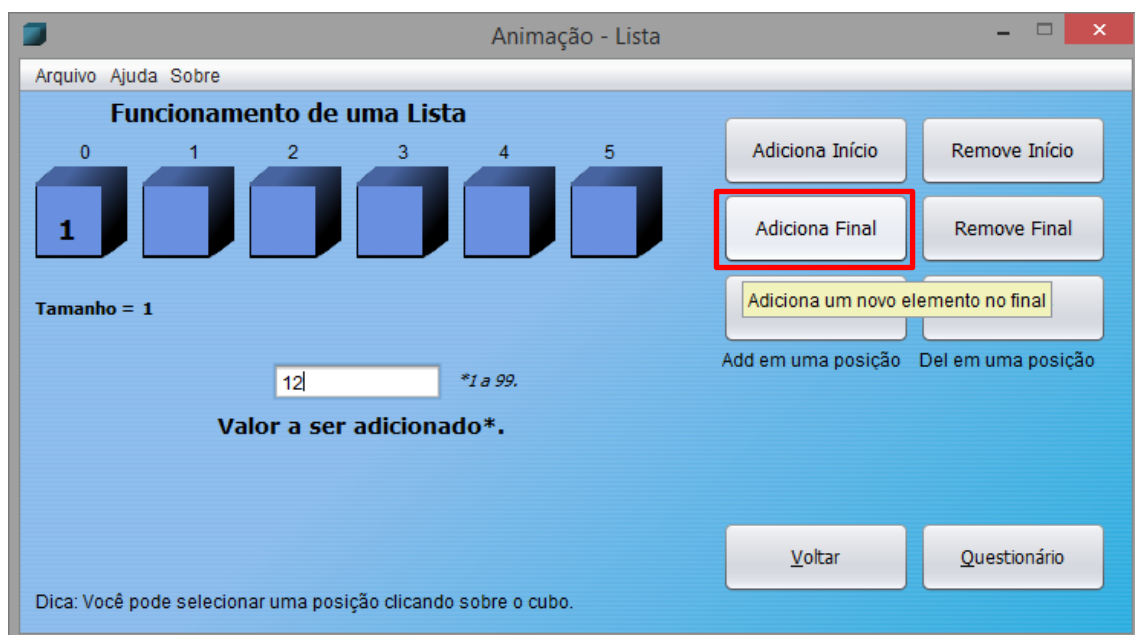 Animação - Lista
Arquivo Ajuda Sobre
Funcionamento de uma Lista
0 1 2 3 4 5
1
Tamanho = 1
12 *1 a 99.
Valor a ser adicionado*.
Adiciona Início Remove Início
Adiciona Final Remove Final
Adiciona um novo elemento no final
Add em uma posição Del em uma posição
Voltar Questionário
Dica: Você pode selecionar uma posição clicando sobre o cubo.